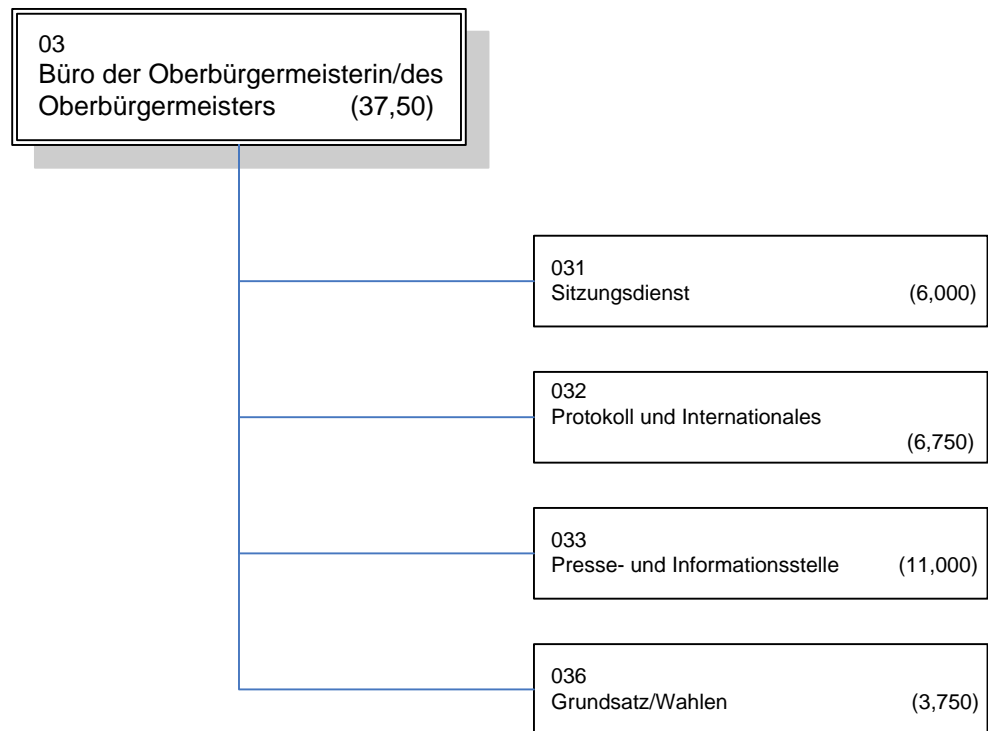 03
Büro der Oberbürgermeisterin/des
Oberbürgermeisters (37,50)
031
Sitzungsdienst (6,000)
032
Protokoll und Internationales
(6,750)
033
Presse- und Informationsstelle (11,000)
036
Grundsatz/Wahlen (3,750)